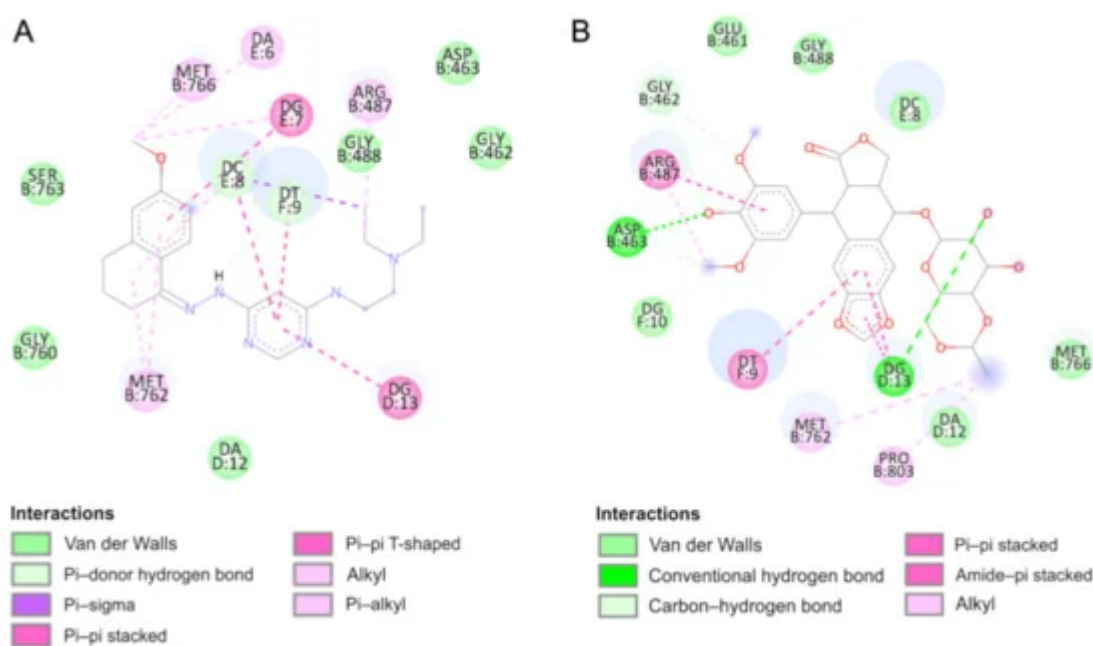 A
DA
E:6
MET
B:766
ASP
B:463
ARG
B:487
DG
E:7
GLY
B:488
GLY
B:462
DC
E:8
DT
F:9
SER
B:763
O
H
N
N
N
N
N
N
GLY
B:760
MET
B:762
DG
D:13
DA
D:12
Interactions
Van der Walls
Pi–donor hydrogen bond
Pi–sigma
Pi–pi stacked
Pi–pi T-shaped
Alkyl
Pi–alkyl
B
GLU
B:461
GLY
B:488
GLY
B:462
DC
E:8
ARG
B:487
ASP
B:463
O
O
O
O
O
O
O
O
O
O
O
O
O
DG
F:10
DT
F:9
DG
D:13
MET
B:766
MET
B:762
DA
D:12
PRO
B:803
Interactions
Van der Walls
Conventional hydrogen bond
Carbon–hydrogen bond
Pi–pi stacked
Amide–pi stacked
Alkyl